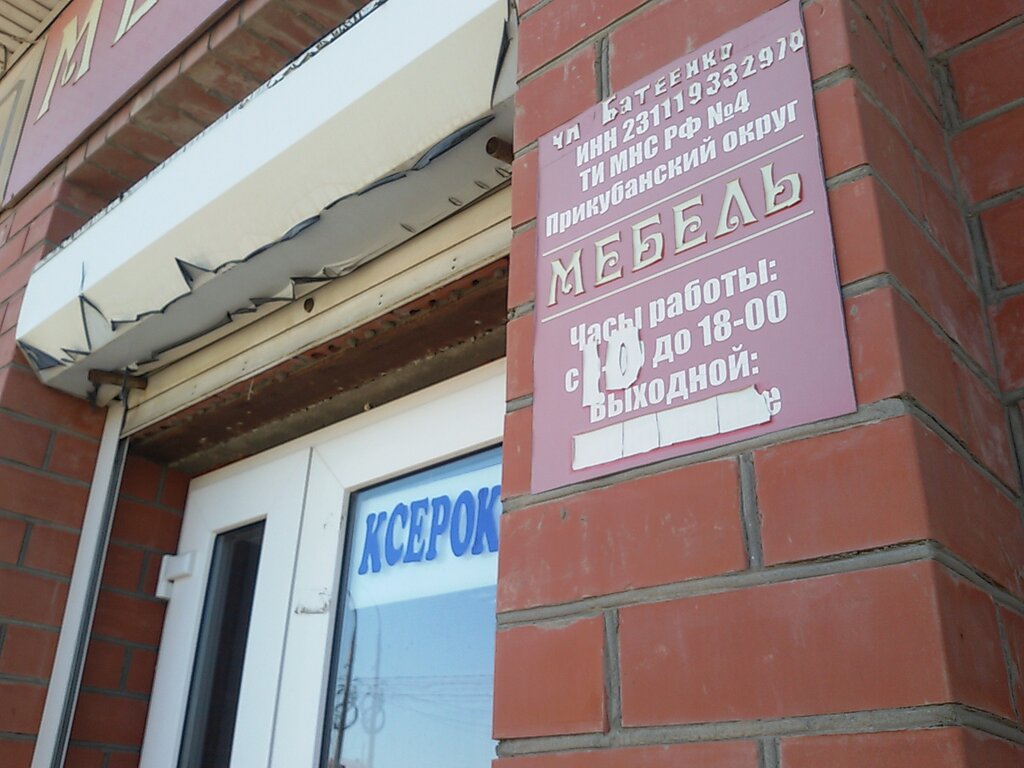 МЕ
ул Батеенко
ИНН 231119332970
ТИ МНС РФ №4
Прикубанский округ
МЕБЕЛЬ
Часы работы:
с 10 до 18-00
выходной:
КСЕРОК